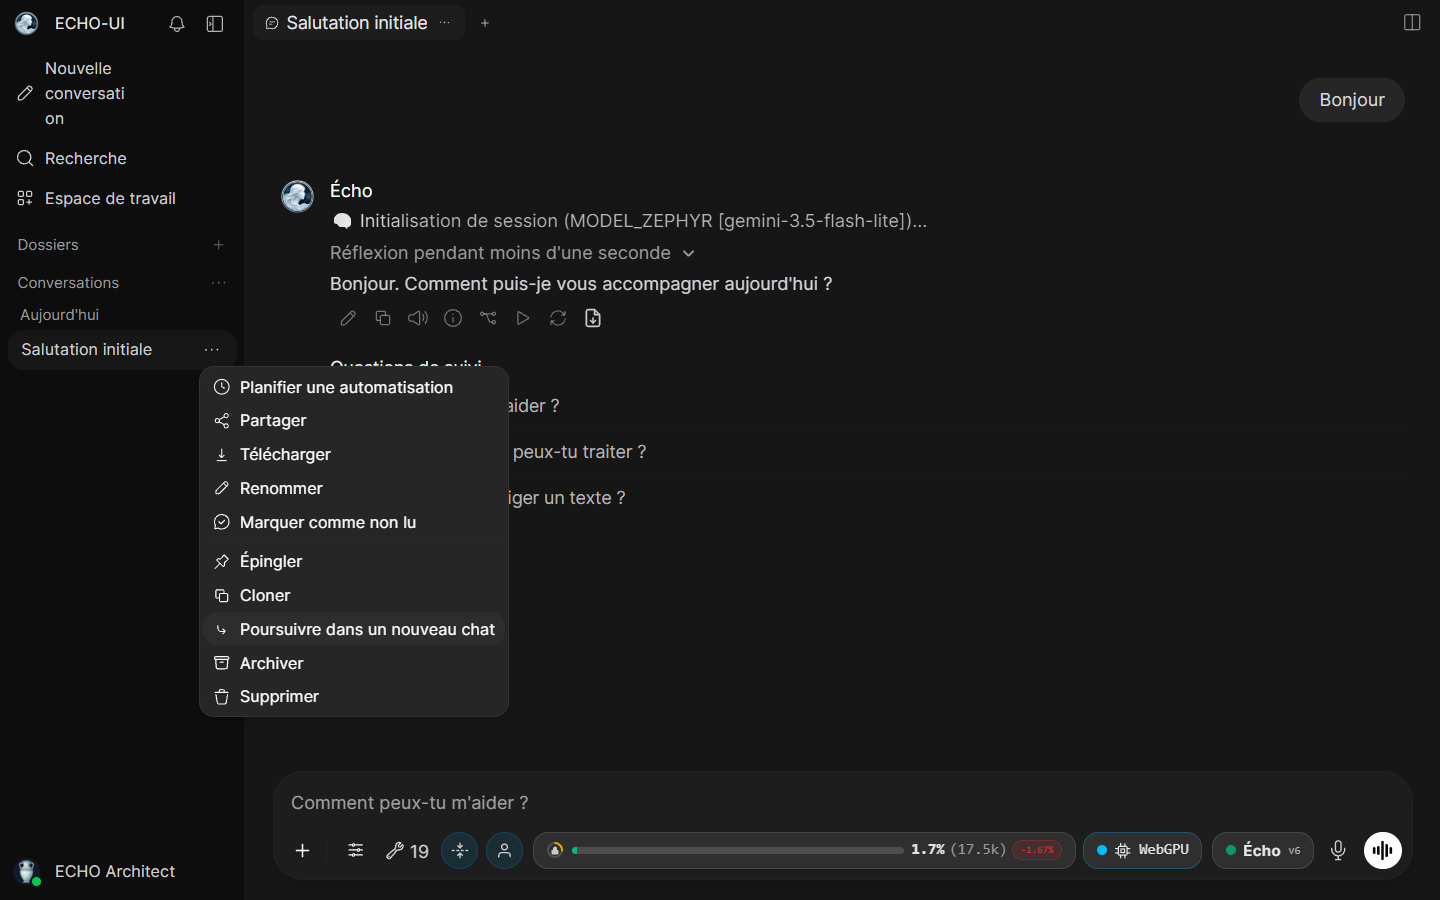 ECHO-UI
Nouvelle
conversati
on
Recherche
Espace de travail
Dossiers
Conversations
Aujourd'hui
Salutation initiale
Salutation initiale
Bonjour
Écho
Initialisation de session (MODEL_ZEPHYR [gemini-3.5-flash-lite])...
Réflexion pendant moins d'une seconde
Bonjour. Comment puis-je vous accompagner aujourd'hui ?
Questions de suivi
aider ?
peux-tu traiter ?
iger un texte ?
Planifier une automatisation
Partager
Télécharger
Renommer
Marquer comme non lu
Épingler
Cloner
Poursuivre dans un nouveau chat
Archiver
Supprimer
Comment peux-tu m'aider ?
19
1.7% (17.5k) -1.67%
WebGPU
Écho v6
ECHO Architect